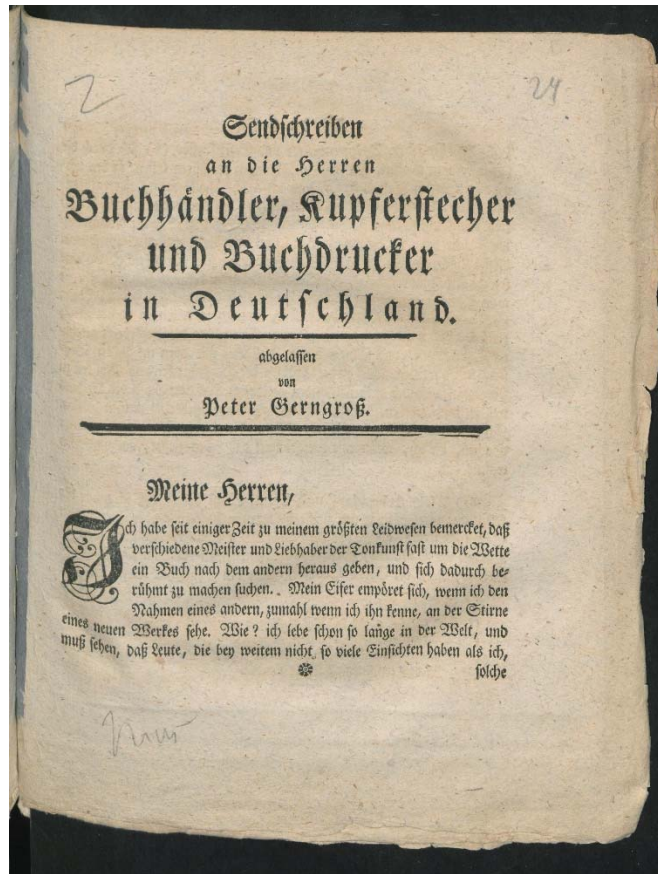 2
24
Sendschreiben
an die Herren
Buchhändler, Kupferstecher
und Buchdrucker
in Deutschland.
abgelassen
von
Peter Gerngroß.
Meine Herren,
Ich habe seit einiger Zeit zu meinem größten Leidwesen bemercket, daß
verschiedene Meister und Liebhaber der Tonkunst fast um die Wette
ein Buch nach dem andern heraus geben, und sich dadurch be-
rühmt zu machen suchen. Mein Eifer empöret sich, wenn ich den
Nahmen eines andern, zumahl wenn ich ihn kenne, an der Stirne
eines neuen Werkes sehe. Wie? ich lebe schon so lange in der Welt, und
muß sehen, daß Leute, die bey weitem nicht so viele Einsichten haben als ich,
solche